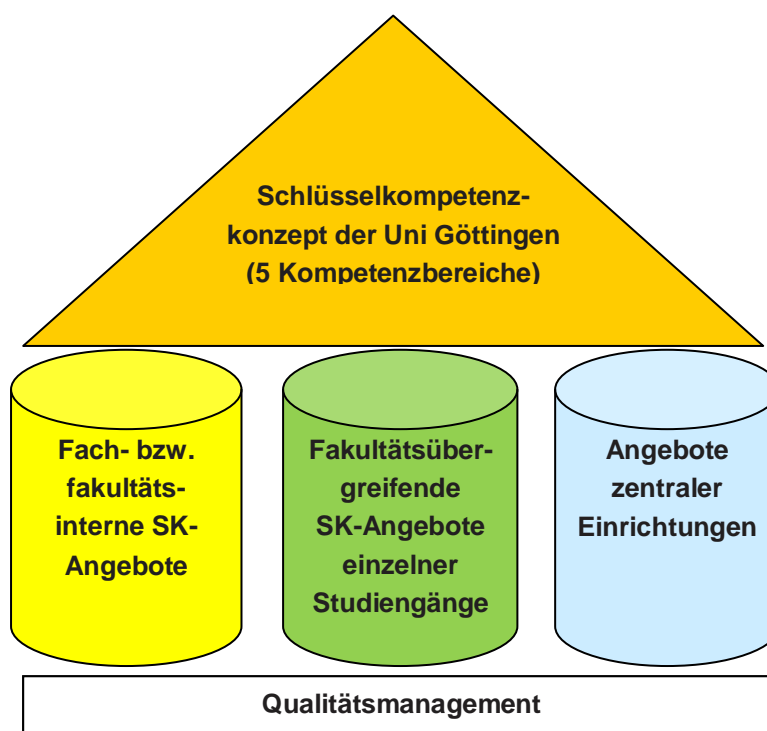 Schlüsselkompetenz-
konzept der Uni Göttingen
(5 Kompetenzbereiche)
Fach- bzw.
fakultäts-
interne SK-
Angebote
Fakultätsüber-
greifende
SK-Angebote
einzelner
Studiengänge
Angebote
zentraler
Einrichtungen
Qualitätsmanagement